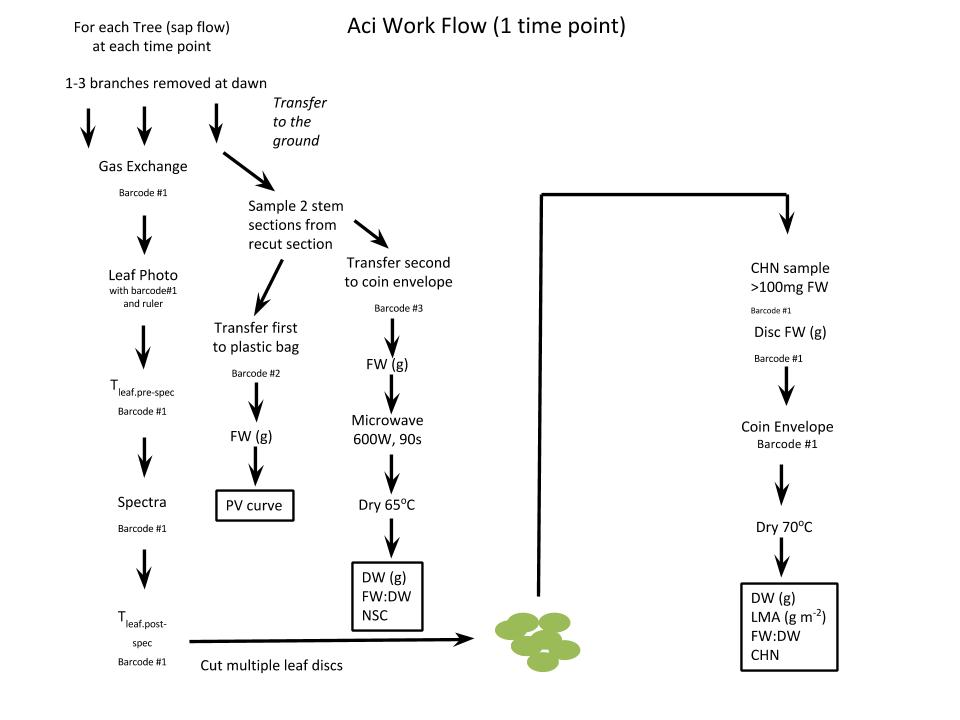 Aci Work Flow (1 time point)
For each Tree (sap flow)
at each time point
1-3 branches removed at dawn
Transfer
to the
ground
Gas Exchange
Barcode #1
Leaf Photo
with barcode#1
and ruler
Tleaf.pre-spec
Barcode #1
Spectra
Barcode #1
Tleaf.post-
spec
Barcode #1
Sample 2 stem
sections from
recut section
Transfer first
to plastic bag
Barcode #2
FW (g)
PV curve
Transfer second
to coin envelope
Barcode #3
FW (g)
Microwave
600W, 90s
Dry 65oC
DW (g)
FW:DW
NSC
Cut multiple leaf discs
CHN sample
>100mg FW
Barcode #1
Disc FW (g)
Barcode #1
Coin Envelope
Barcode #1
Dry 70oC
DW (g)
LMA (g m-2)
FW:DW
CHN